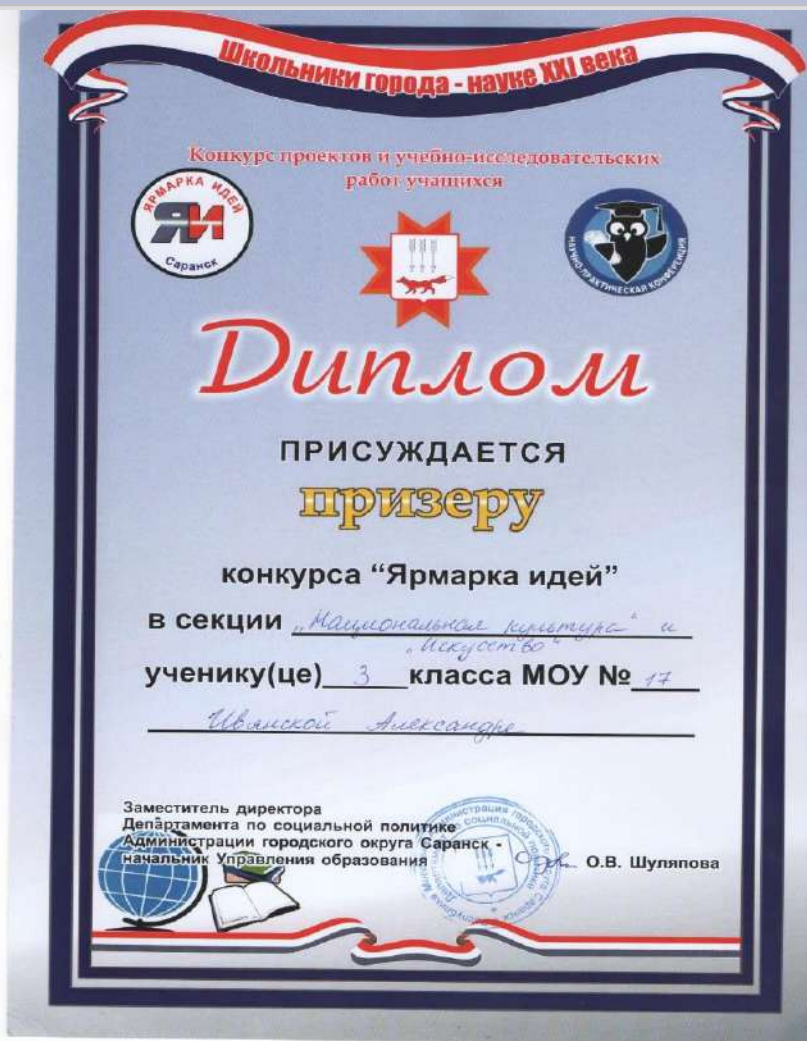 Школьники города - науке XXI века
Конкурс проектов и учебно-исследовательских
работ учащихся
ЯРМАРКА ИДЕЙ
ЯИ
Саранск
НАУЧНО-ПРАКТИЧЕСКАЯ КОНФЕРЕНЦИЯ
Диплом
ПРИСУЖДАЕТСЯ
призеру
конкурса “Ярмарка идей”
в секции „Национальная культура“ и
„Искусство“
ученику(це) 3 класса МОУ № 17
Ивянской Александре
Заместитель директора
Департамента по социальной политике
Администрации городского округа Саранск -
начальник Управления образования
О.В. Шуляпова